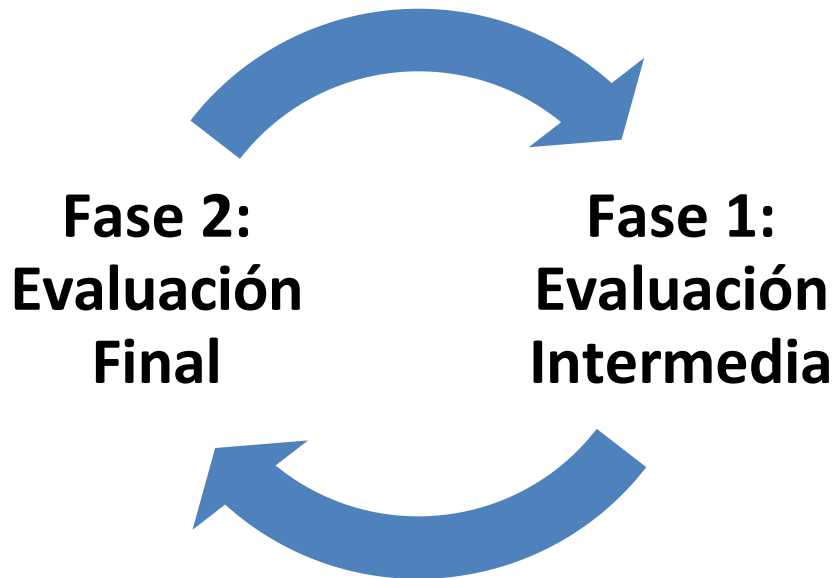 Fase 2:
Evaluación
Final
Fase 1:
Evaluación
Intermedia